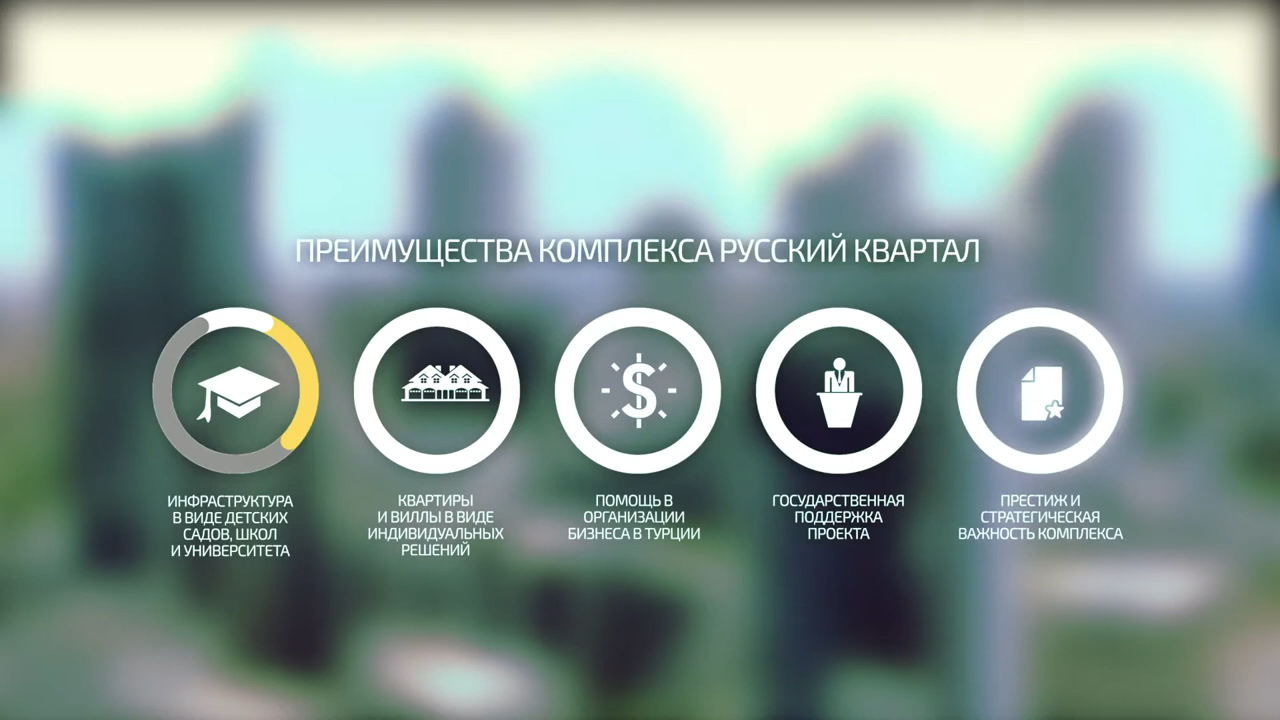 ПРЕИМУЩЕСТВА КОМПЛЕКСА РУССКИЙ КВАРТАЛ
ИНФРАСТРУКТУРА
В ВИДЕ ДЕТСКИХ
САДОВ, ШКОЛ
И УНИВЕРСИТЕТА
КВАРТИРЫ
И ВИЛЛЫ В ВИДЕ
ИНДИВИДУАЛЬНЫХ
РЕШЕНИЙ
$
ПОМОЩЬ В
ОРГАНИЗАЦИИ
БИЗНЕСА В ТУРЦИИ
ГОСУДАРСТВЕННАЯ
ПОДДЕРЖКА
ПРОЕКТА
ПРЕСТИЖ И
СТРАТЕГИЧЕСКАЯ
ВАЖНОСТЬ КОМПЛЕКСА